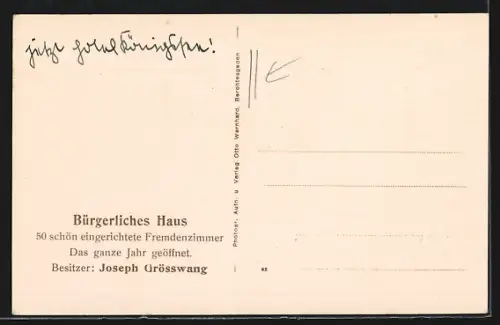 jetzt Hotel Königssee!
Bürgerliches Haus
50 schön eingerichtete Fremdenzimmer
Das ganze Jahr geöffnet.
Besitzer: Joseph Grösswang
Photogr. Aufn. u. Verlag Otto Wernhard, Berchtesgaden